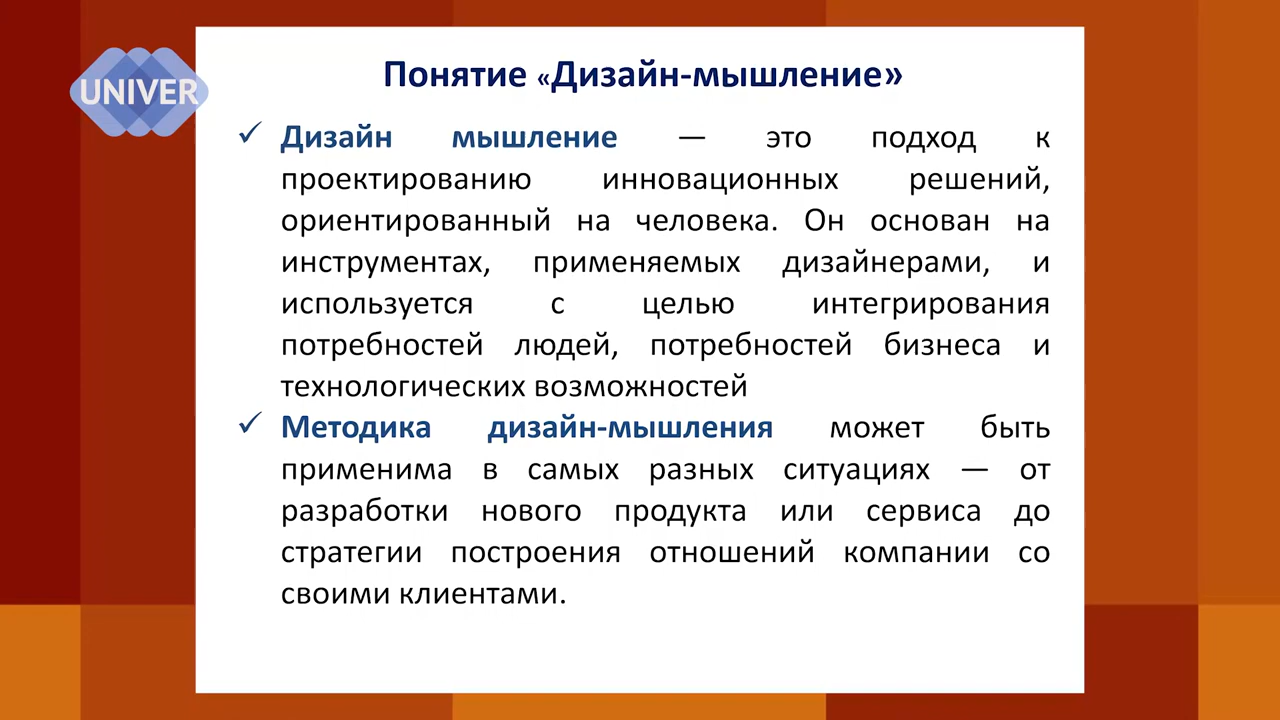 UNIVER
Понятие «Дизайн-мышление»
✓ Дизайн мышление — это подход к
проектированию инновационных решений,
ориентированный на человека. Он основан на
инструментах, применяемых дизайнерами, и
используется с целью интегрирования
потребностей людей, потребностей бизнеса и
технологических возможностей
✓ Методика дизайн-мышления может быть
применима в самых разных ситуациях — от
разработки нового продукта или сервиса до
стратегии построения отношений компании со
своими клиентами.